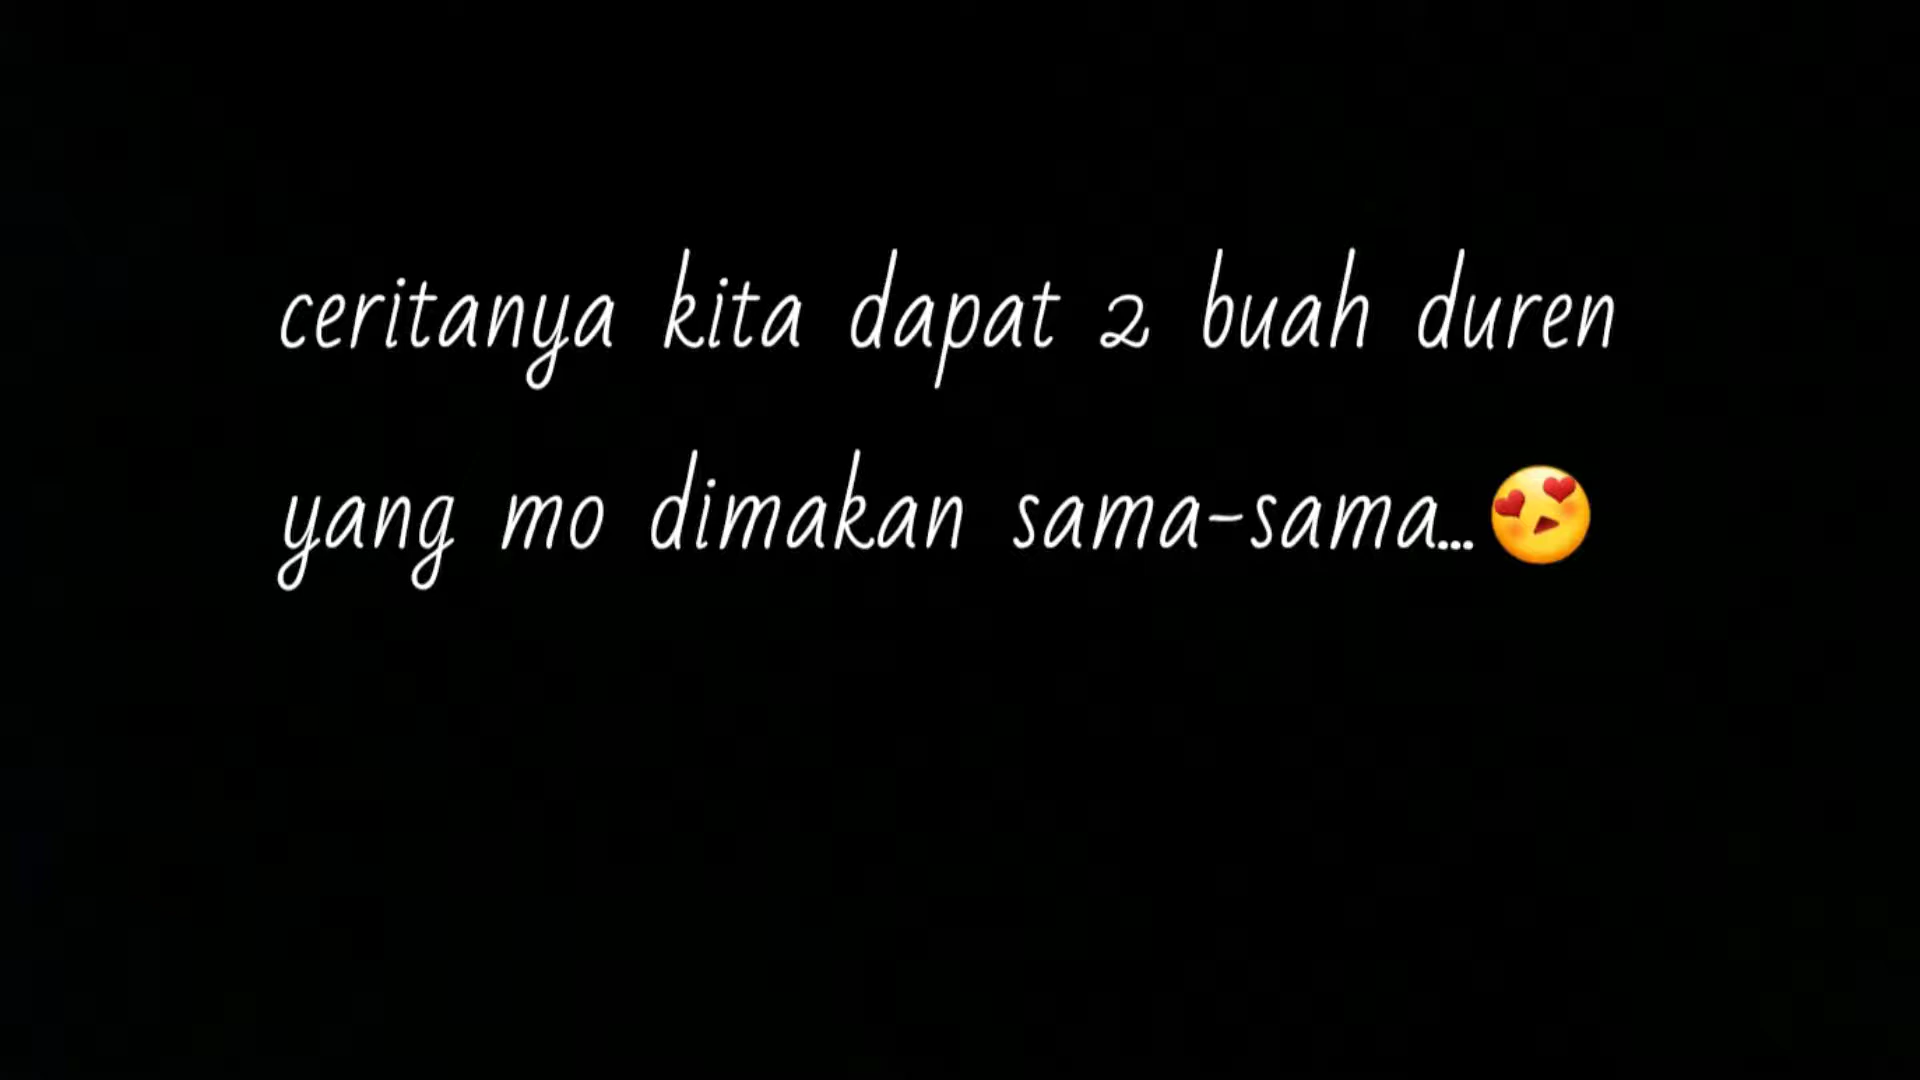 ceritanya kita dapat 2 buah duren
yang mo dimakan sama-sama...😍